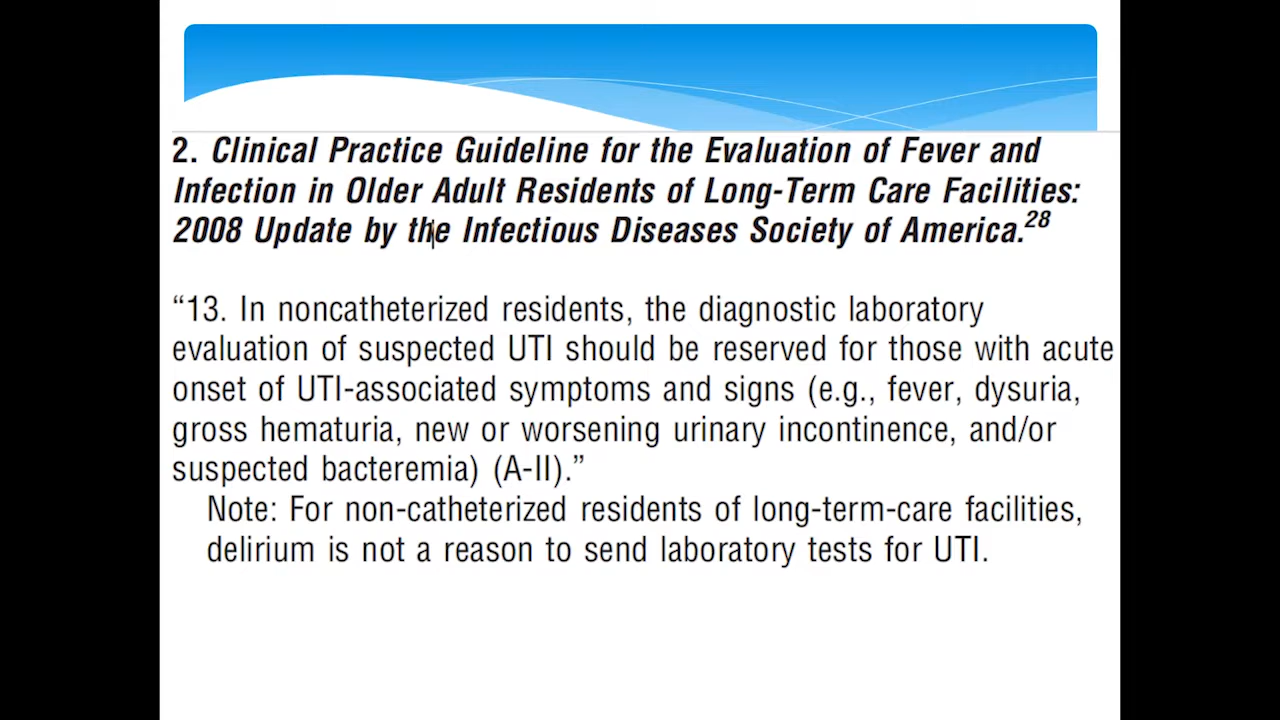 2. Clinical Practice Guideline for the Evaluation of Fever and
Infection in Older Adult Residents of Long-Term Care Facilities:
2008 Update by the Infectious Diseases Society of America.28
“13. In noncatheterized residents, the diagnostic laboratory
evaluation of suspected UTI should be reserved for those with acute
onset of UTI-associated symptoms and signs (e.g., fever, dysuria,
gross hematuria, new or worsening urinary incontinence, and/or
suspected bacteremia) (A-II).”
Note: For non-catheterized residents of long-term-care facilities,
delirium is not a reason to send laboratory tests for UTI.